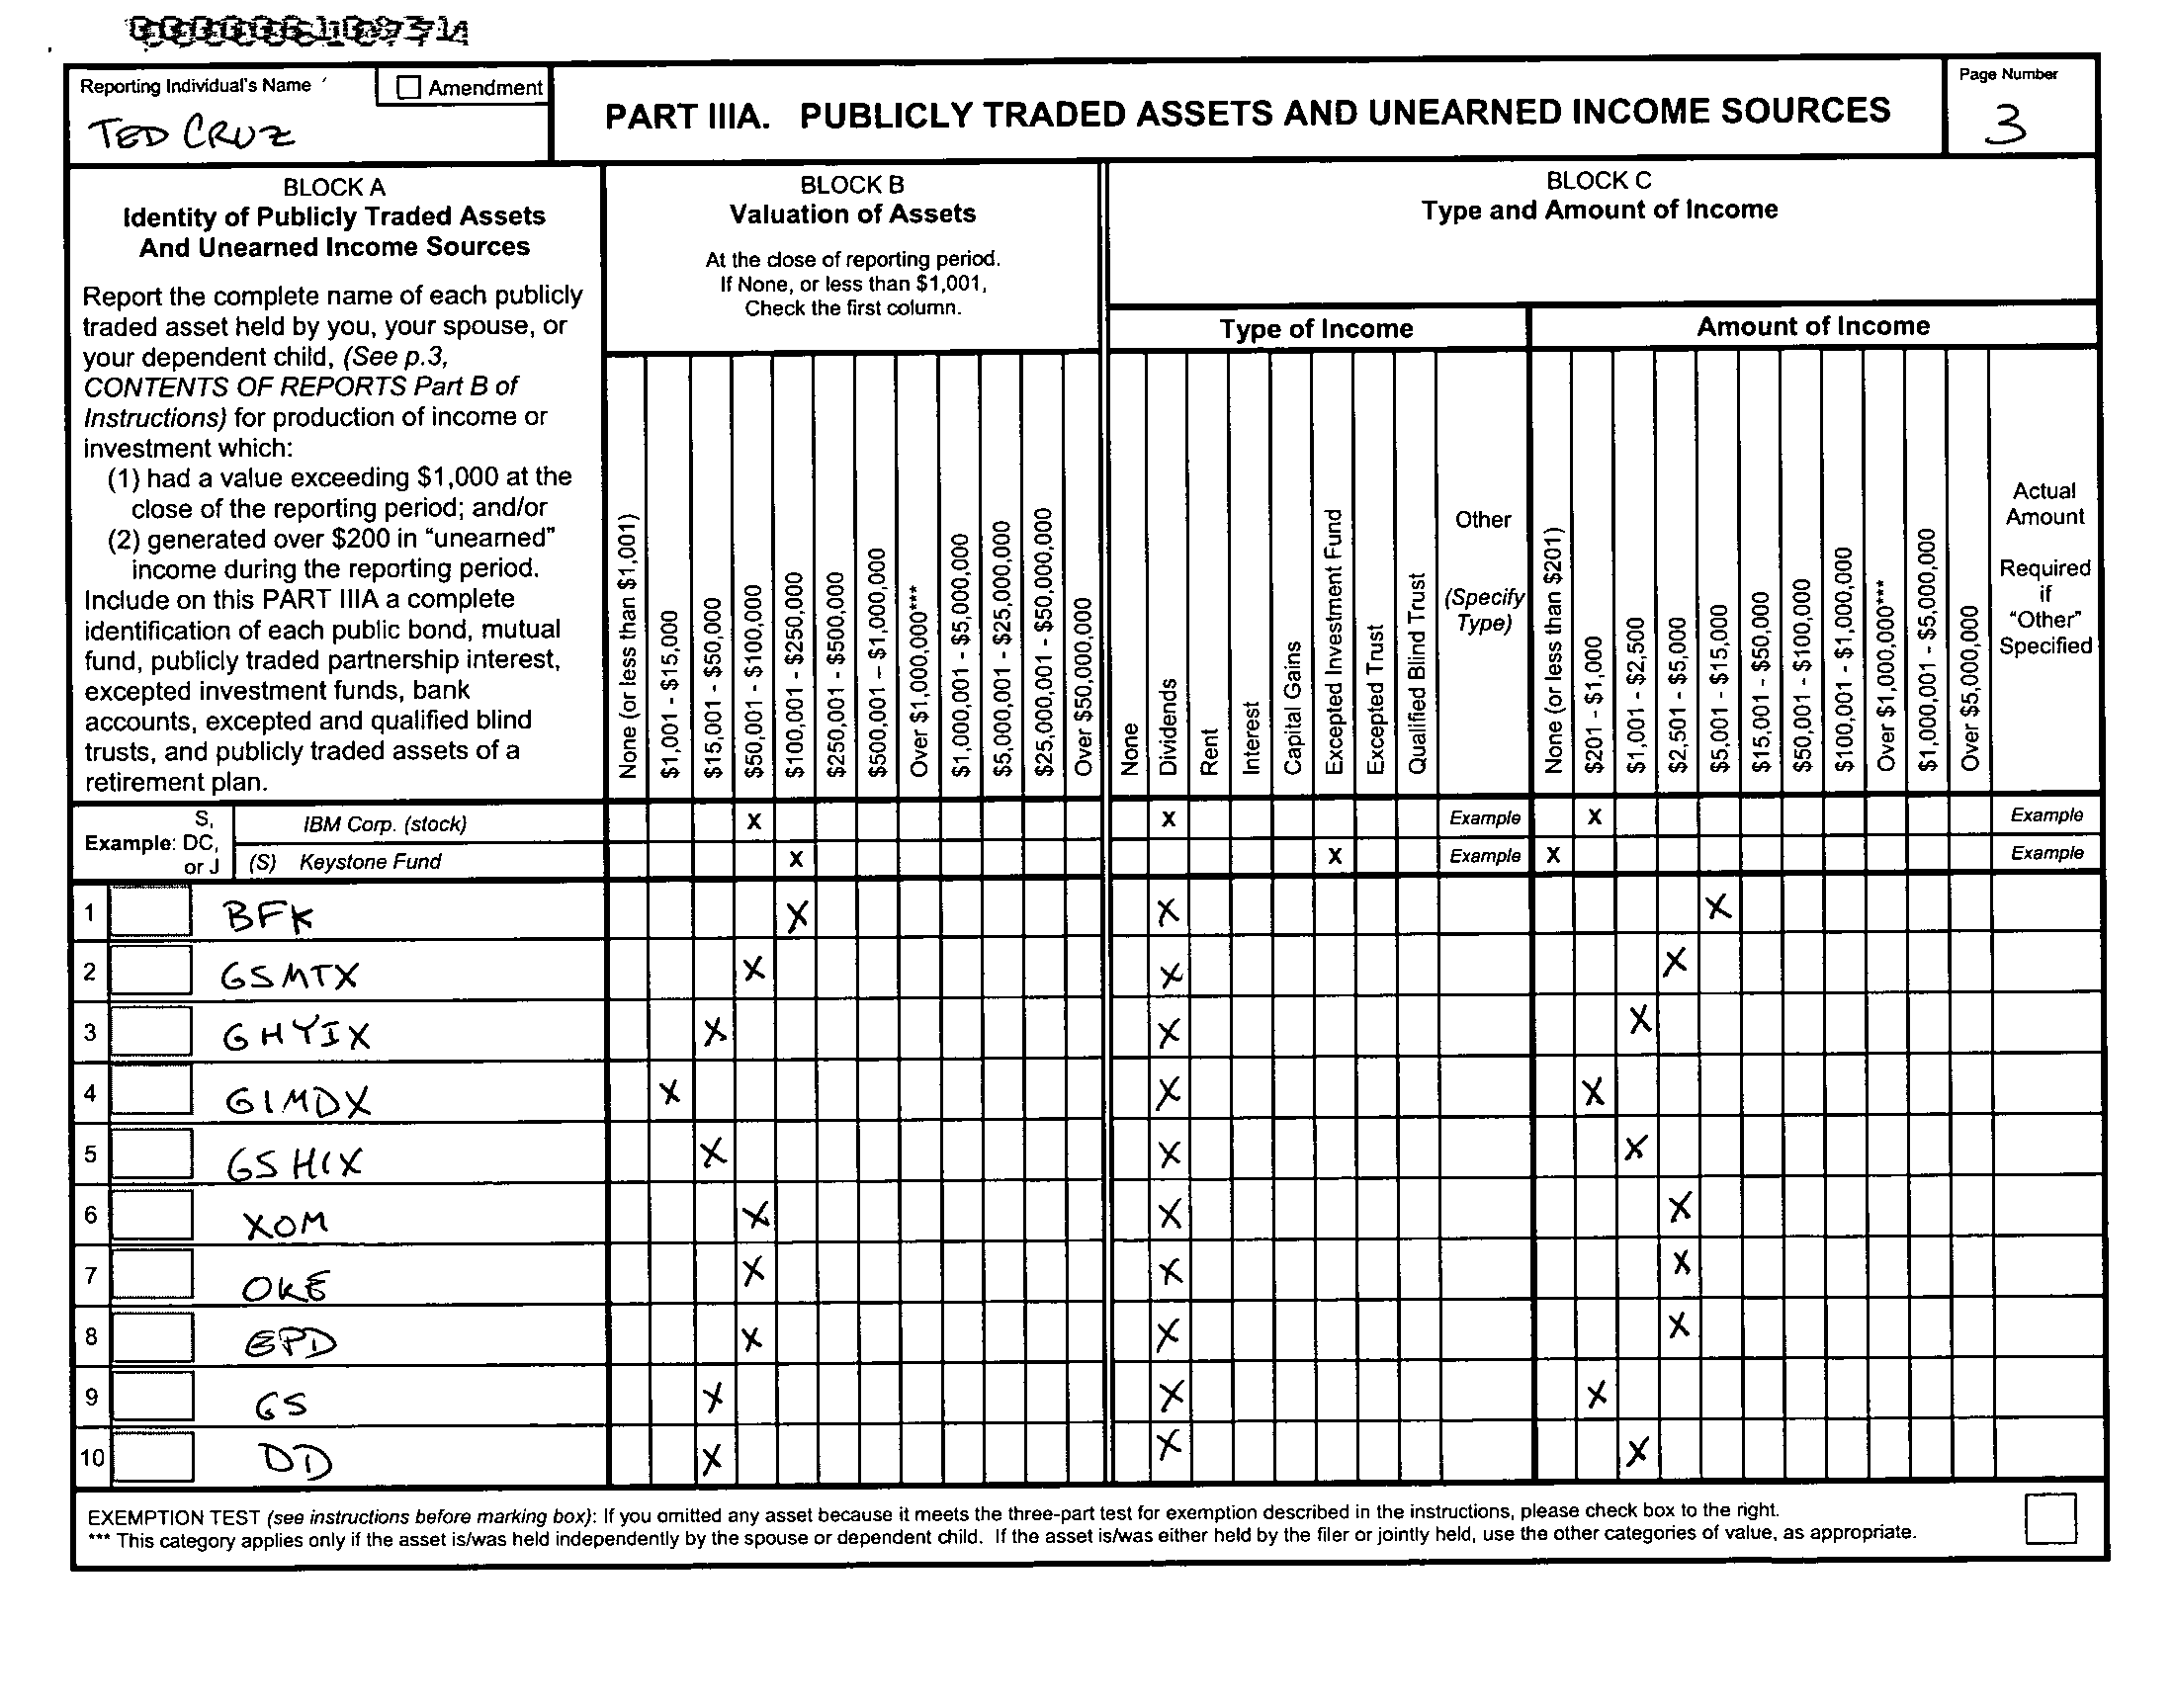 Reporting Individual's Name
Amendment
TED CRUZ
PART IIIA. PUBLICLY TRADED ASSETS AND UNEARNED INCOME SOURCES
Page Number
3
BLOCK A
Identity of Publicly Traded Assets
And Unearned Income Sources
Report the complete name of each publicly
traded asset held by you, your spouse, or
your dependent child, (See p.3,
CONTENTS OF REPORTS Part B of
Instructions) for production of income or
investment which:
(1) had a value exceeding $1,000 at the
close of the reporting period; and/or
(2) generated over $200 in "unearned"
income during the reporting period.
Include on this PART IIIA a complete
identification of each public bond, mutual
fund, publicly traded partnership interest,
excepted investment funds, bank
accounts, excepted and qualified blind
trusts, and publicly traded assets of a
retirement plan.
BLOCK B
Valuation of Assets
At the close of reporting period.
If None, or less than $1,001,
Check the first column.
None (or less than $1,001)
$1,001 - $15,000
$15,001 - $50,000
$50,001 - $100,000
$100,001 - $250,000
$250,001 - $500,000
$500,001 – $1,000,000
Over $1,000,000***
$1,000,001 - $5,000,000
$5,000,001 - $25,000,000
$25,000,001 - $50,000,000
Over $50,000,000
BLOCK C
Type and Amount of Income
Type of Income
None
Dividends
Rent
Interest
Capital Gains
Excepted Investment Fund
Excepted Trust
Qualified Blind Trust
Other
(Specify
Type)
Amount of Income
None (or less than $201)
$201 - $1,000
$1,001 - $2,500
$2,501 - $5,000
$5,001 - $15,000
$15,001 - $50,000
$50,001 - $100,000
$100,001 - $1,000,000
Over $1,000,000***
$1,000,001 - $5,000,000
Over $5,000,000
Actual
Amount
Required
if
"Other"
Specified
Example: S, DC, or J
IBM Corp. (stock) X X Example X Example
(S) Keystone Fund X X Example X Example
1 BFK X X X
2 GSMTX X X X
3 GHYIX X X X
4 GIMDX X X X
5 GSHIX X X X
6 XOM X X X
7 OKE X X X
8 EPD X X X
9 GS X X X
10 DD X X X
EXEMPTION TEST (see instructions before marking box): If you omitted any asset because it meets the three-part test for exemption described in the instructions, please check box to the right.
*** This category applies only if the asset is/was held independently by the spouse or dependent child. If the asset is/was either held by the filer or jointly held, use the other categories of value, as appropriate.